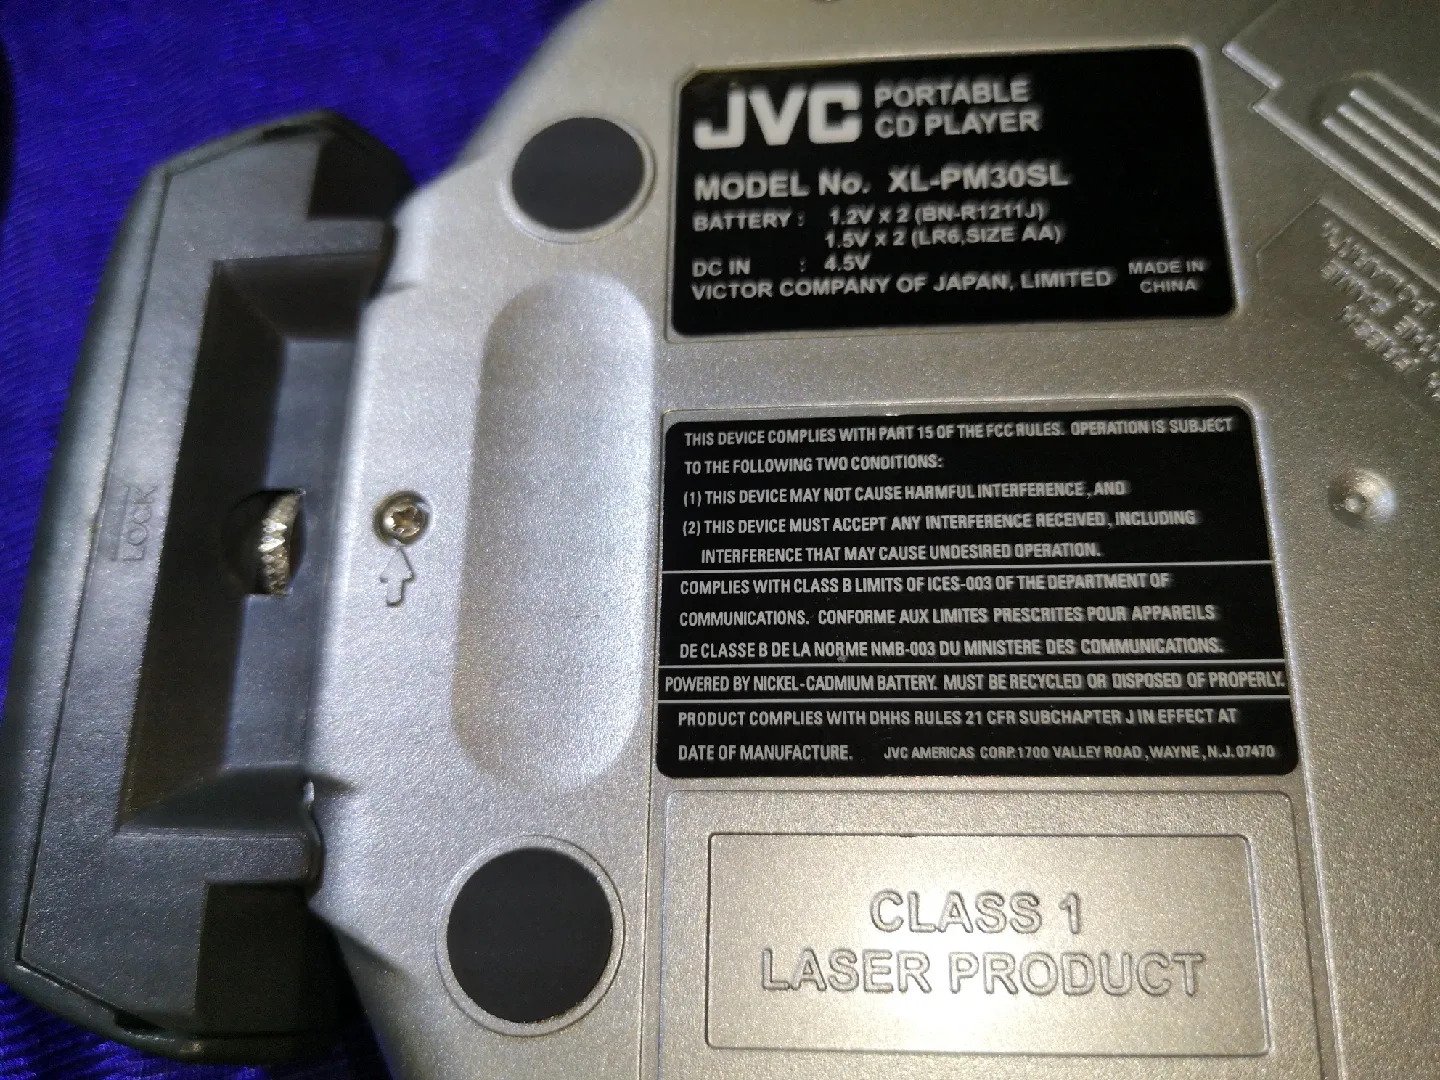 JVC PORTABLE
CD PLAYER
MODEL No. XL-PM30SL
BATTERY : 1.2V x 2 (BN-R1211J)
1.5V x 2 (LR6,SIZE AA)
DC IN : 4.5V
VICTOR COMPANY OF JAPAN, LIMITED
MADE IN
CHINA
THIS DEVICE COMPLIES WITH PART 15 OF THE FCC RULES. OPERATION IS SUBJECT
TO THE FOLLOWING TWO CONDITIONS:
(1) THIS DEVICE MAY NOT CAUSE HARMFUL INTERFERENCE, AND
(2) THIS DEVICE MUST ACCEPT ANY INTERFERENCE RECEIVED, INCLUDING
INTERFERENCE THAT MAY CAUSE UNDESIRED OPERATION.
COMPLIES WITH CLASS B LIMITS OF ICES-003 OF THE DEPARTMENT OF
COMMUNICATIONS. CONFORME AUX LIMITES PRESCRITES POUR APPAREILS
DE CLASSE B DE LA NORME NMB-003 DU MINISTERE DES COMMUNICATIONS.
POWERED BY NICKEL-CADMIUM BATTERY. MUST BE RECYCLED OR DISPOSED OF PROPERLY.
PRODUCT COMPLIES WITH DHHS RULES 21 CFR SUBCHAPTER J IN EFFECT AT
DATE OF MANUFACTURE. JVC AMERICAS CORP.1700 VALLEY ROAD, WAYNE, N.J. 07470
CLASS 1
LASER PRODUCT
LOCK